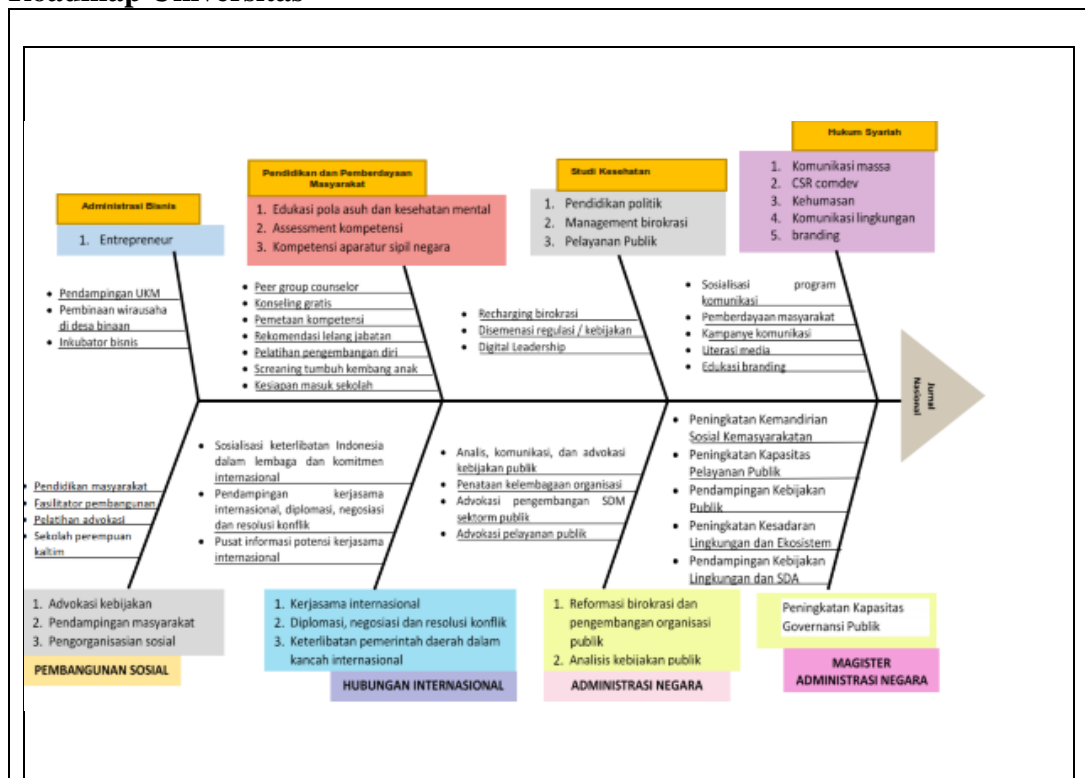 Roadmap Universitas
Hukum Syariah
1. Komunikasi massa
2. CSR comdev
3. Kehumasan
4. Komunikasi lingkungan
5. branding
Pendidikan dan Pemberdayaan
Masyarakat
1. Edukasi pola asuh dan kesehatan mental
2. Assessment kompetensi
3. Kompetensi aparatur sipil negara
Studi Kesehatan
1. Pendidikan politik
2. Management birokrasi
3. Pelayanan Publik
Administrasi Bisnis
1. Entrepreneur
• Pendampingan UKM
• Pembinaan wirausaha
di desa binaan
• Inkubator bisnis
• Peer group counselor
• Konseling gratis
• Pemetaan kompetensi
• Rekomendasi lelang jabatan
• Pelatihan pengembangan diri
• Screaning tumbuh kembang anak
• Kesiapan masuk sekolah
• Recharging birokrasi
• Disemenasi regulasi / kebijakan
• Digital Leadership
• Sosialisasi program
komunikasi
• Pemberdayaan masyarakat
• Kampanye komunikasi
• Literasi media
• Edukasi branding
Jurnal
Nasional
• Pendidikan masyarakat
• Fasilitator pembangunan
• Pelatihan advokasi
• Sekolah perempuan
kaltim
• Sosialisasi keterlibatan Indonesia
dalam lembaga dan komitmen
internasional
• Pendampingan kerjasama
internasional, diplomasi, negosiasi
dan resolusi konflik
• Pusat informasi potensi kerjasama
internasional
• Analis, komunikasi, dan advokasi
kebijakan publik
• Penataan kelembagaan organisasi
• Advokasi pengembangan SDM
sektorm publik
• Advokasi pelayanan publik
• Peningkatan Kemandirian
Sosial Kemasyarakatan
• Peningkatan Kapasitas
Pelayanan Publik
• Pendampingan Kebijakan
Publik
• Peningkatan Kesadaran
Lingkungan dan Ekosistem
• Pendampingan Kebijakan
Lingkungan dan SDA
1. Advokasi kebijakan
2. Pendampingan masyarakat
3. Pengorganisasian sosial
PEMBANGUNAN SOSIAL
1. Kerjasama internasional
2. Diplomasi, negosiasi dan resolusi konflik
3. Keterlibatan pemerintah daerah dalam
kancah internasional
HUBUNGAN INTERNASIONAL
1. Reformasi birokrasi dan
pengembangan organisasi
publik
2. Analisis kebijakan publik
ADMINISTRASI NEGARA
Peningkatan Kapasitas
Governansi Publik
MAGISTER
ADMINISTRASI NEGARA